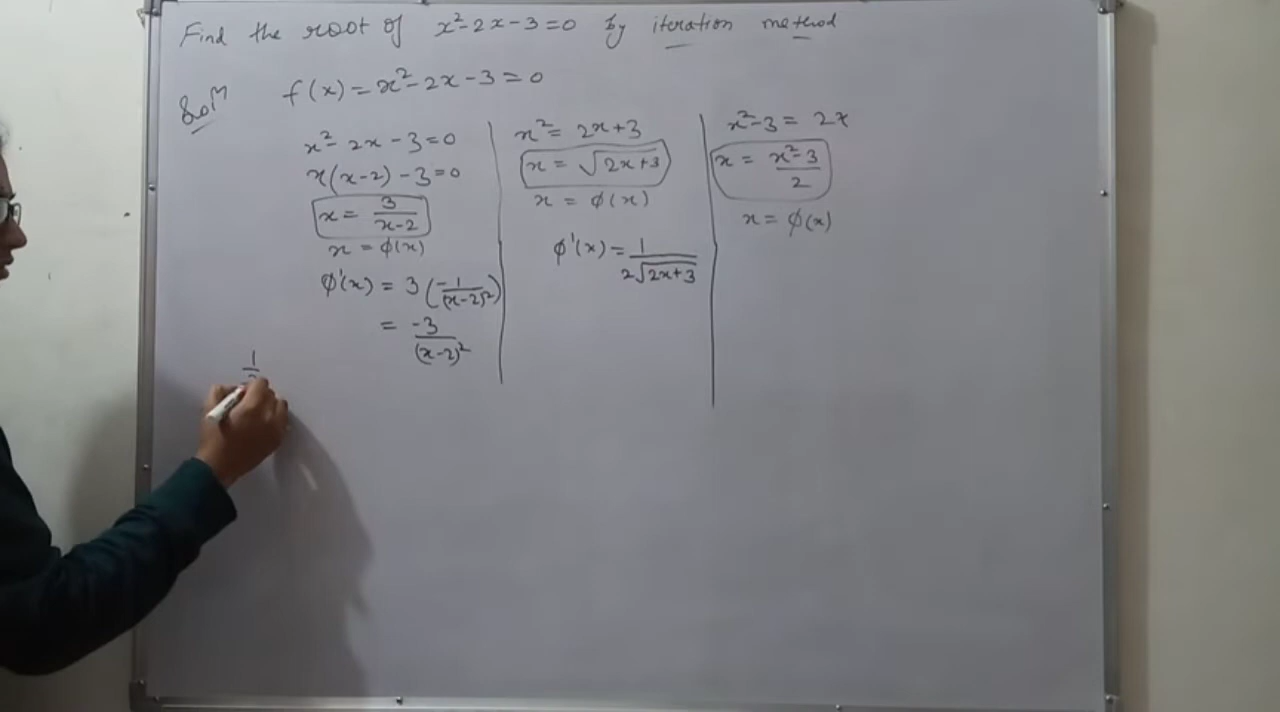 Find the root of x²-2x-3=0 by iteration method
Solⁿ
f(x) = x²-2x-3=0
x²-2x-3=0
x(x-2)-3=0
x = 3/(x-2)
x = φ(x)
φ'(x) = 3(-1/(x-2)²)
= -3/(x-2)²
x² = 2x+3
x = √(2x+3)
x = φ(x)
φ'(x) = 1/(2√(2x+3))
x²-3 = 2x
x = (x²-3)/2
x = φ(x)
1